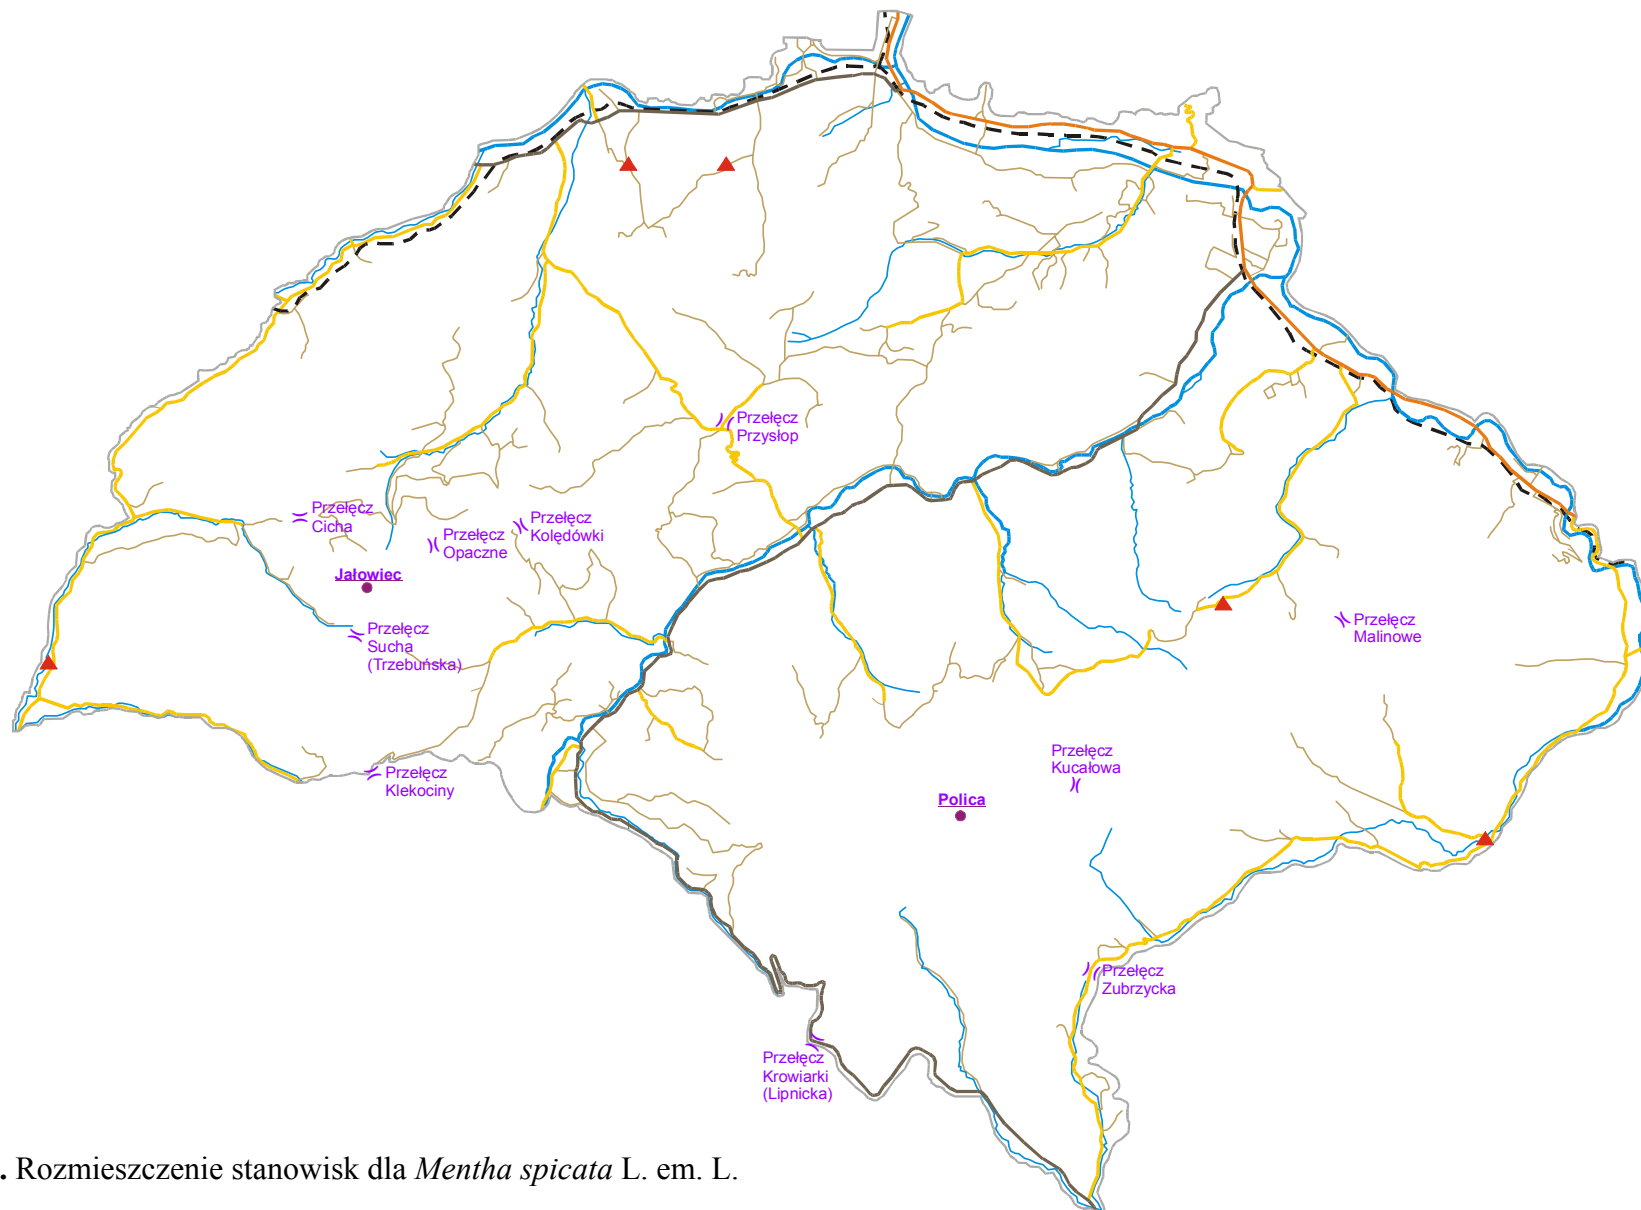 Przełęcz
Przysłop
Przełęcz
Cicha
Przełęcz
Kolędówki
Przełęcz
Opaczne
Jałowiec
Przełęcz
Sucha
(Trzebuńska)
Przełęcz
Malinowe
Przełęcz
Klekociny
Przełęcz
Kucałowa
Polica
Przełęcz
Zubrzycka
Przełęcz
Krowiarki
(Lipnicka)
. Rozmieszczenie stanowisk dla Mentha spicata L. em. L.